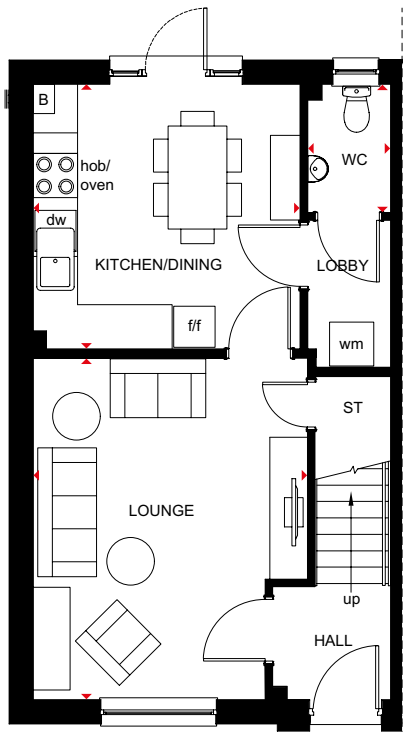 B
WC
hob/
oven
dw
KITCHEN/DINING
LOBBY
f/f
wm
ST
LOUNGE
up
HALL